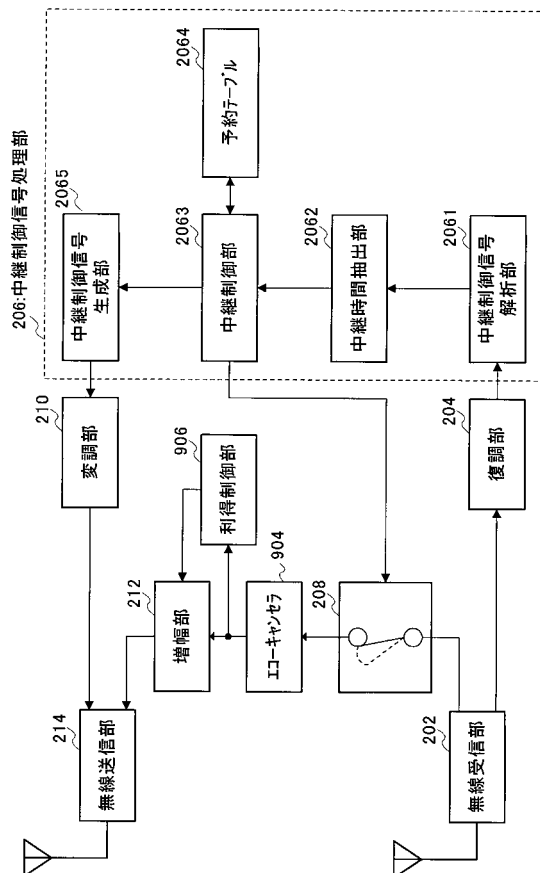 206:中継制御信号処理部
2065
中継制御信号
生成部
2063
中継制御部
2064
予約テーブル
2062
中継時間抽出部
2061
中継制御信号
解析部
210
変調部
906
利得制御部
204
復調部
212
増幅部
904
エコーキャンセラ
208
214
無線送信部
202
無線受信部